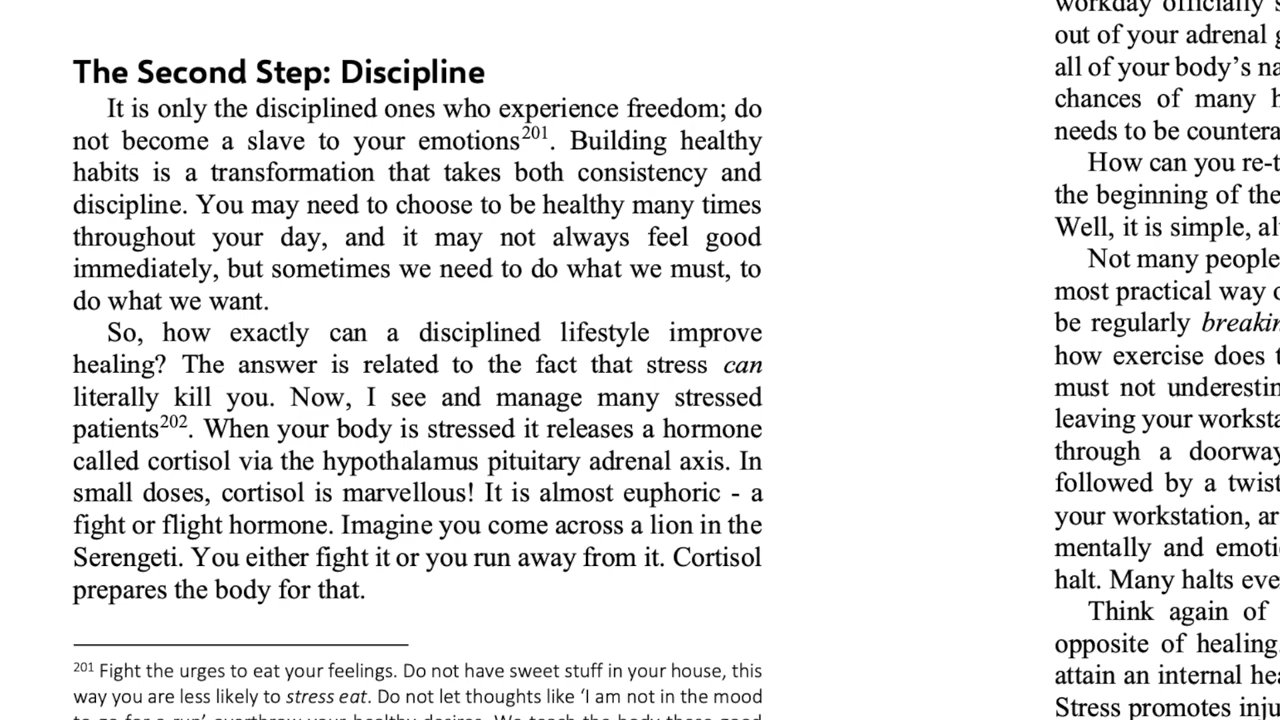 The Second Step: Discipline
It is only the disciplined ones who experience freedom; do
not become a slave to your emotions201. Building healthy
habits is a transformation that takes both consistency and
discipline. You may need to choose to be healthy many times
throughout your day, and it may not always feel good
immediately, but sometimes we need to do what we must, to
do what we want.
So, how exactly can a disciplined lifestyle improve
healing? The answer is related to the fact that stress can
literally kill you. Now, I see and manage many stressed
patients202. When your body is stressed it releases a hormone
called cortisol via the hypothalamus pituitary adrenal axis. In
small doses, cortisol is marvellous! It is almost euphoric - a
fight or flight hormone. Imagine you come across a lion in the
Serengeti. You either fight it or you run away from it. Cortisol
prepares the body for that.
201 Fight the urges to eat your feelings. Do not have sweet stuff in your house, this
way you are less likely to stress eat. Do not let thoughts like ‘I am not in the mood
workday officially
out of your adrenal
all of your body’s
chances of many
needs to be
How can you
the beginning of the
Well, it is simple,
Not many people
most practical way
be regularly
how exercise does
must not
leaving your
through a doorway
followed by a twist
your workstation,
mentally and
halt. Many halts
Think again of
opposite of healing.
attain an internal
Stress promotes